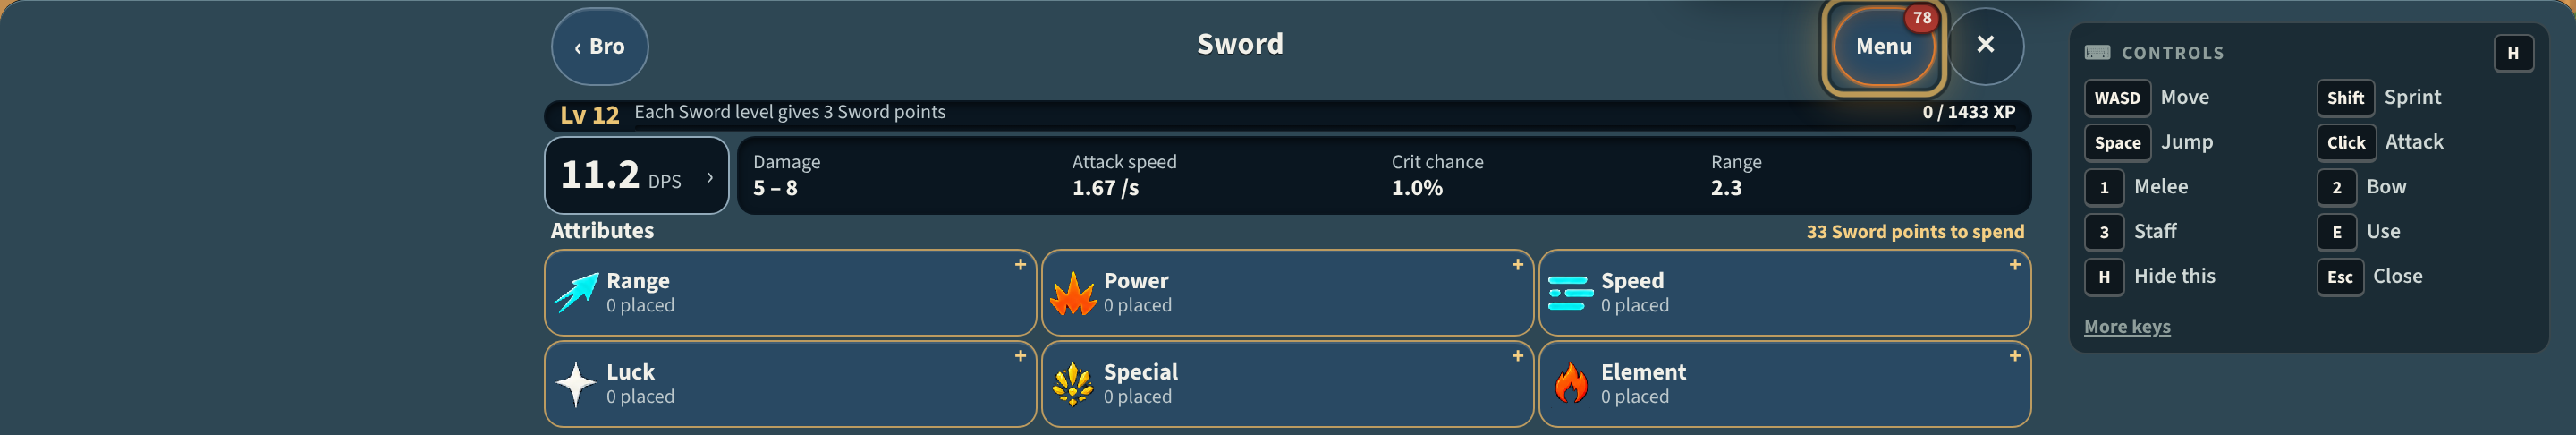 ‹ Bro
Sword
Menu
78
✕
Lv 12 Each Sword level gives 3 Sword points 0 / 1433 XP
11.2 DPS ›
Damage
5 – 8
Attack speed
1.67 /s
Crit chance
1.0%
Range
2.3
Attributes
33 Sword points to spend
Range
0 placed
+
Power
0 placed
+
Speed
0 placed
+
Luck
0 placed
+
Special
0 placed
+
Element
0 placed
+
CONTROLS H
WASD Move Shift Sprint
Space Jump Click Attack
1 Melee 2 Bow
3 Staff E Use
H Hide this Esc Close
More keys